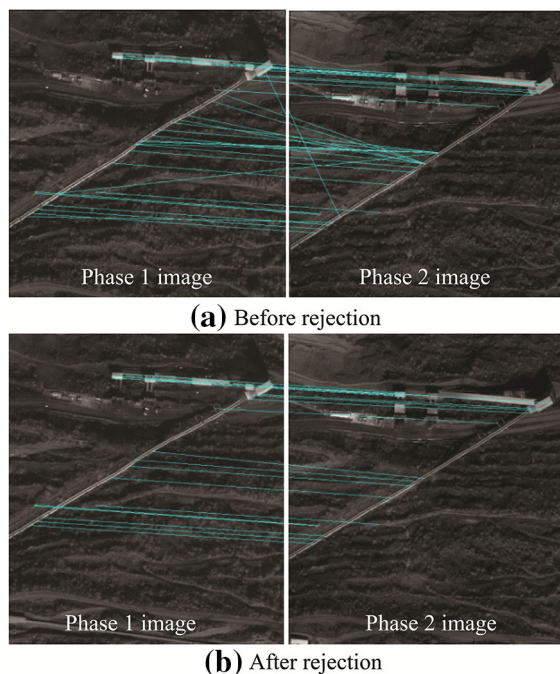 Phase 1 image
Phase 2 image
(a) Before rejection
Phase 1 image
Phase 2 image
(b) After rejection